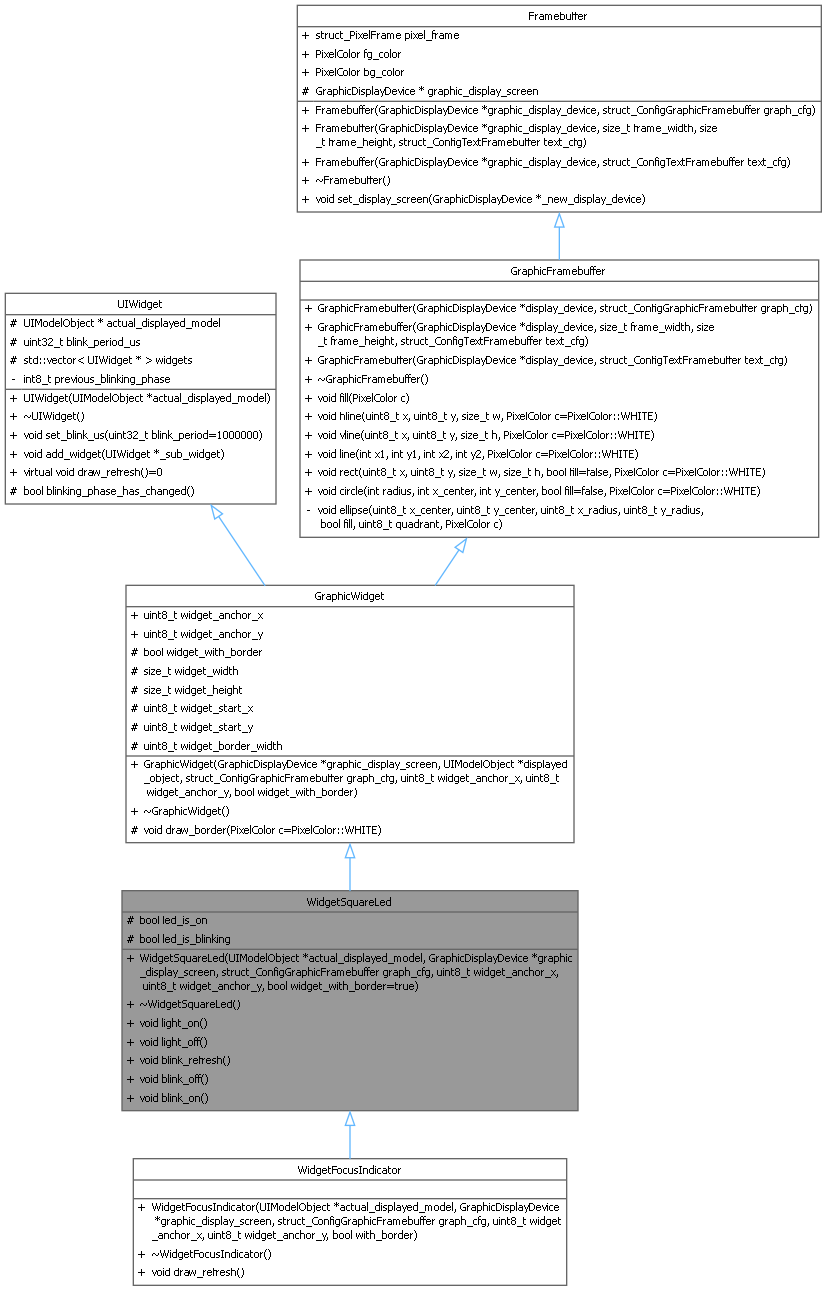 Framebuffer
+ struct_PixelFrame pixel_frame
+ PixelColor fg_color
+ PixelColor bg_color
# GraphicDisplayDevice * graphic_display_screen
+ Framebuffer(GraphicDisplayDevice *graphic_display_device, struct_ConfigGraphicFramebuffer graph_cfg)
+ Framebuffer(GraphicDisplayDevice *graphic_display_device, size_t frame_width, size
_t frame_height, struct_ConfigTextFramebuffer text_cfg)
+ Framebuffer(GraphicDisplayDevice *graphic_display_device, struct_ConfigTextFramebuffer text_cfg)
+ ~Framebuffer()
+ void set_display_screen(GraphicDisplayDevice *_new_display_device)
GraphicFramebuffer
+ GraphicFramebuffer(GraphicDisplayDevice *display_device, struct_ConfigGraphicFramebuffer graph_cfg)
+ GraphicFramebuffer(GraphicDisplayDevice *display_device, size_t frame_width, size
_t frame_height, struct_ConfigTextFramebuffer text_cfg)
+ GraphicFramebuffer(GraphicDisplayDevice *display_device, struct_ConfigTextFramebuffer text_cfg)
+ ~GraphicFramebuffer()
+ void fill(PixelColor c)
+ void hline(uint8_t x, uint8_t y, size_t w, PixelColor c=PixelColor::WHITE)
+ void vline(uint8_t x, uint8_t y, size_t h, PixelColor c=PixelColor::WHITE)
+ void line(int x1, int y1, int x2, int y2, PixelColor c=PixelColor::WHITE)
+ void rect(uint8_t x, uint8_t y, size_t w, size_t h, bool fill=false, PixelColor c=PixelColor::WHITE)
+ void circle(int radius, int x_center, int y_center, bool fill=false, PixelColor c=PixelColor::WHITE)
- void ellipse(uint8_t x_center, uint8_t y_center, uint8_t x_radius, uint8_t y_radius,
bool fill, uint8_t quadrant, PixelColor c)
UIWidget
# UIModelObject * actual_displayed_model
# uint32_t blink_period_us
# std::vector< UIWidget * > widgets
- int8_t previous_blinking_phase
+ UIWidget(UIModelObject *actual_displayed_model)
+ ~UIWidget()
+ void set_blink_us(uint32_t blink_period=1000000)
+ void add_widget(UIWidget *_sub_widget)
+ virtual void draw_refresh()=0
# bool blinking_phase_has_changed()
GraphicWidget
+ uint8_t widget_anchor_x
+ uint8_t widget_anchor_y
# bool widget_with_border
# size_t widget_width
# size_t widget_height
# uint8_t widget_start_x
# uint8_t widget_start_y
# uint8_t widget_border_width
+ GraphicWidget(GraphicDisplayDevice *graphic_display_screen, UIModelObject *displayed
_object, struct_ConfigGraphicFramebuffer graph_cfg, uint8_t widget_anchor_x, uint8_t
widget_anchor_y, bool widget_with_border)
+ ~GraphicWidget()
# void draw_border(PixelColor c=PixelColor::WHITE)
WidgetSquareLed
# bool led_is_on
# bool led_is_blinking
+ WidgetSquareLed(UIModelObject *actual_displayed_model, GraphicDisplayDevice *graphic
_display_screen, struct_ConfigGraphicFramebuffer graph_cfg, uint8_t widget_anchor_x,
uint8_t widget_anchor_y, bool widget_with_border=true)
+ ~WidgetSquareLed()
+ void light_on()
+ void light_off()
+ void blink_refresh()
+ void blink_off()
+ void blink_on()
WidgetFocusIndicator
+ WidgetFocusIndicator(UIModelObject *actual_displayed_model, GraphicDisplayDevice
*graphic_display_screen, struct_ConfigGraphicFramebuffer graph_cfg, uint8_t widget
_anchor_x, uint8_t widget_anchor_y, bool with_border)
+ ~WidgetFocusIndicator()
+ void draw_refresh()